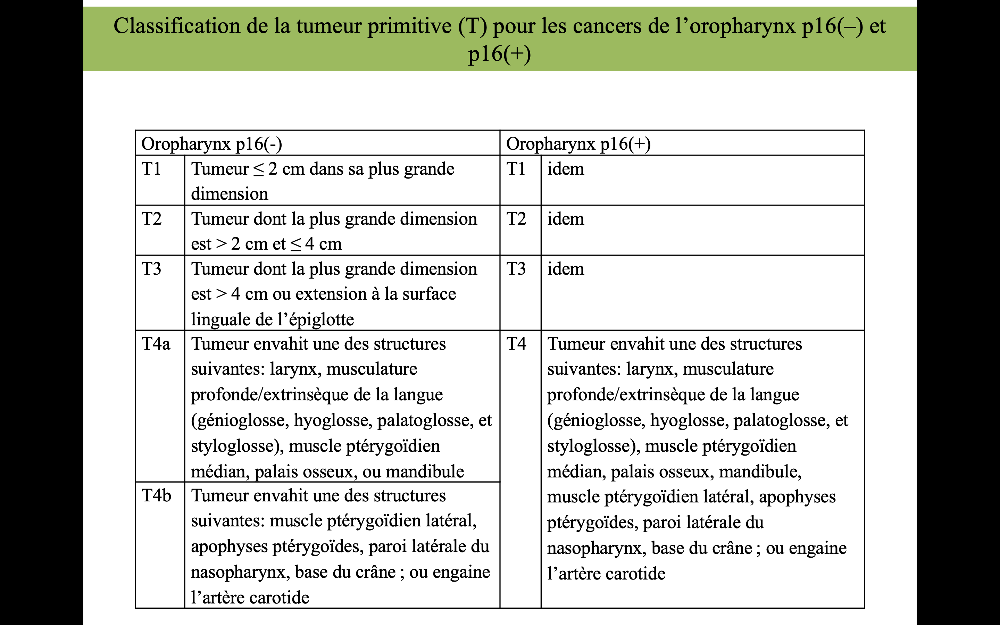 Classification de la tumeur primitive (T) pour les cancers de l’oropharynx p16(–) et
p16(+)
Oropharynx p16(-)
Oropharynx p16(+)
T1
Tumeur ≤ 2 cm dans sa plus grande
dimension
T1
idem
T2
Tumeur dont la plus grande dimension
est > 2 cm et ≤ 4 cm
T2
idem
T3
Tumeur dont la plus grande dimension
est > 4 cm ou extension à la surface
linguale de l’épiglotte
T3
idem
T4a
Tumeur envahit une des structures
suivantes: larynx, musculature
profonde/extrinsèque de la langue
(génioglosse, hyoglosse, palatoglosse, et
styloglosse), muscle ptérygoïdien
médian, palais osseux, ou mandibule
T4
Tumeur envahit une des structures
suivantes: larynx, musculature
profonde/extrinsèque de la langue
(génioglosse, hyoglosse, palatoglosse, et
styloglosse), muscle ptérygoïdien
médian, palais osseux, mandibule,
muscle ptérygoïdien latéral, apophyses
ptérygoïdes, paroi latérale du
nasopharynx, base du crâne ; ou engaine
l’artère carotide
T4b
Tumeur envahit une des structures
suivantes: muscle ptérygoïdien latéral,
apophyses ptérygoïdes, paroi latérale du
nasopharynx, base du crâne ; ou engaine
l’artère carotide